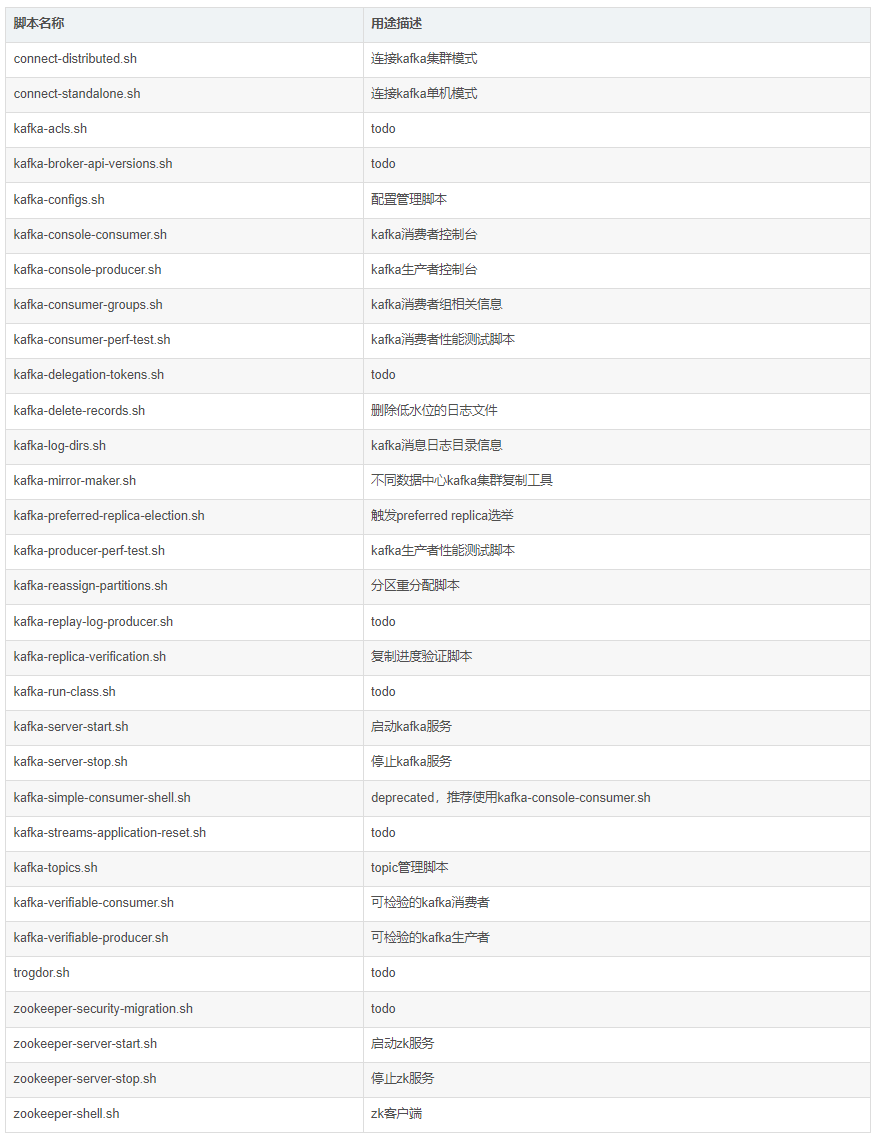 脚本名称 用途描述
connect-distributed.sh 连接kafka集群模式
connect-standalone.sh 连接kafka单机模式
kafka-acls.sh todo
kafka-broker-api-versions.sh todo
kafka-configs.sh 配置管理脚本
kafka-console-consumer.sh kafka消费者控制台
kafka-console-producer.sh kafka生产者控制台
kafka-consumer-groups.sh kafka消费者组相关信息
kafka-consumer-perf-test.sh kafka消费者性能测试脚本
kafka-delegation-tokens.sh todo
kafka-delete-records.sh 删除低水位的日志文件
kafka-log-dirs.sh kafka消息日志目录信息
kafka-mirror-maker.sh 不同数据中心kafka集群复制工具
kafka-preferred-replica-election.sh 触发preferred replica选举
kafka-producer-perf-test.sh kafka生产者性能测试脚本
kafka-reassign-partitions.sh 分区重分配脚本
kafka-replay-log-producer.sh todo
kafka-replica-verification.sh 复制进度验证脚本
kafka-run-class.sh todo
kafka-server-start.sh 启动kafka服务
kafka-server-stop.sh 停止kafka服务
kafka-simple-consumer-shell.sh deprecated，推荐使用kafka-console-consumer.sh
kafka-streams-application-reset.sh todo
kafka-topics.sh topic管理脚本
kafka-verifiable-consumer.sh 可检验的kafka消费者
kafka-verifiable-producer.sh 可检验的kafka生产者
trogdor.sh todo
zookeeper-security-migration.sh todo
zookeeper-server-start.sh 启动zk服务
zookeeper-server-stop.sh 停止zk服务
zookeeper-shell.sh zk客户端